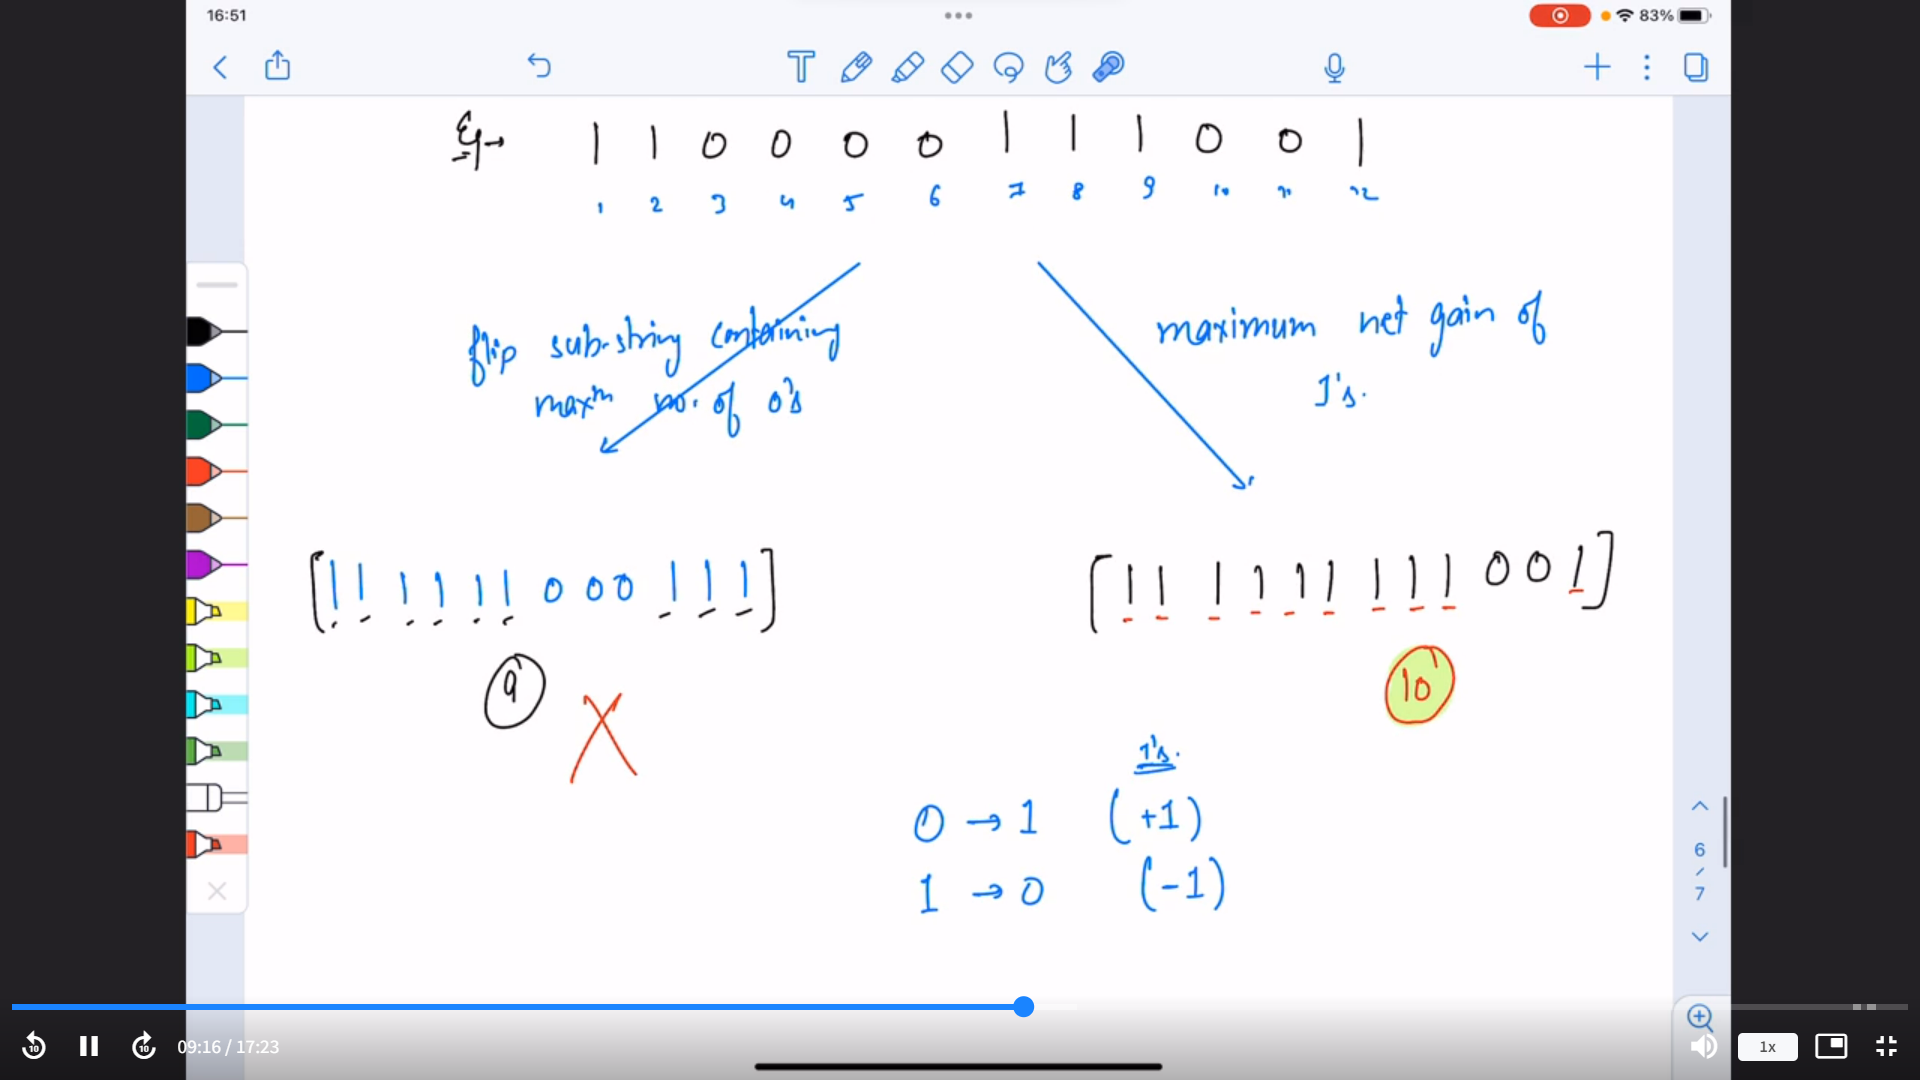 16:51
83%
Eg→ 1 1 0 0 0 0 1 1 1 0 0 1
1 2 3 4 5 6 7 8 9 10 11 12
flip sub-string containing
maxm no. of 0's
maximum net gain of
1's.
[1 1 1 1 1 1 0 0 0 1 1 1]
[1 1 1 1 1 1 1 1 1 0 0 1]
9
X
10
1's.
0 → 1 (+1)
1 → 0 (-1)
6
/
7
10
10
09:16 / 17:23
1x